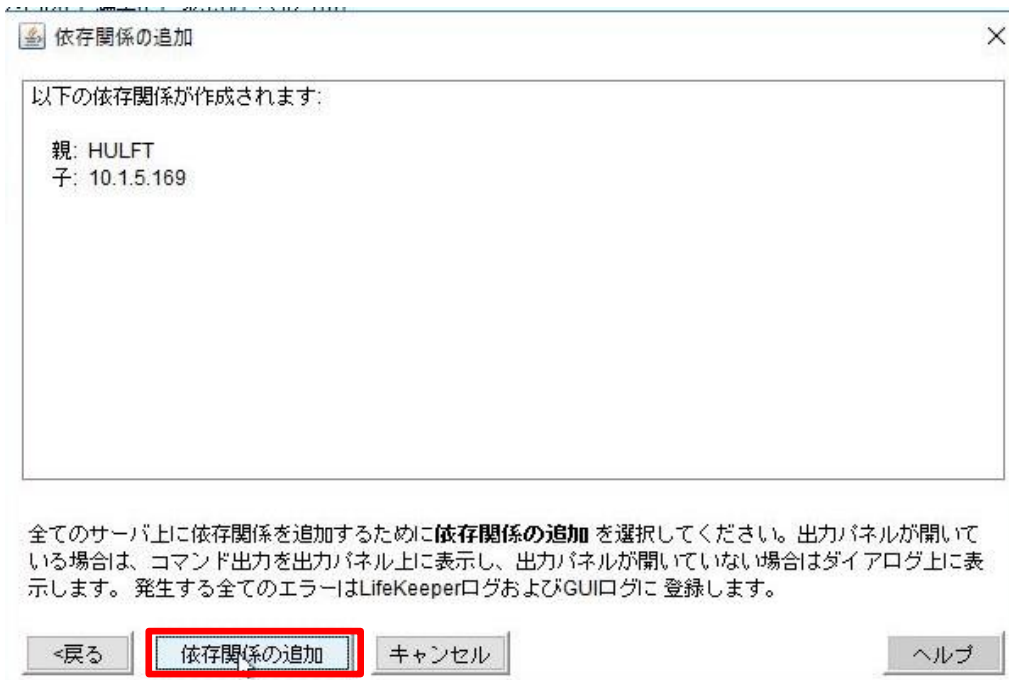 依存関係の追加
以下の依存関係が作成されます:
親: HULFT
子: 10.1.5.169
全てのサーバ上に依存関係を追加するために依存関係の追加 を選択してください。出力パネルが開いて
いる場合は、コマンド出力を出力パネル上に表示し、出力パネルが開いていない場合はダイアログ上に表
示します。 発生する全てのエラーはLifeKeeperログおよびGUIログに 登録します。
<戻る 依存関係の追加 キャンセル ヘルプ